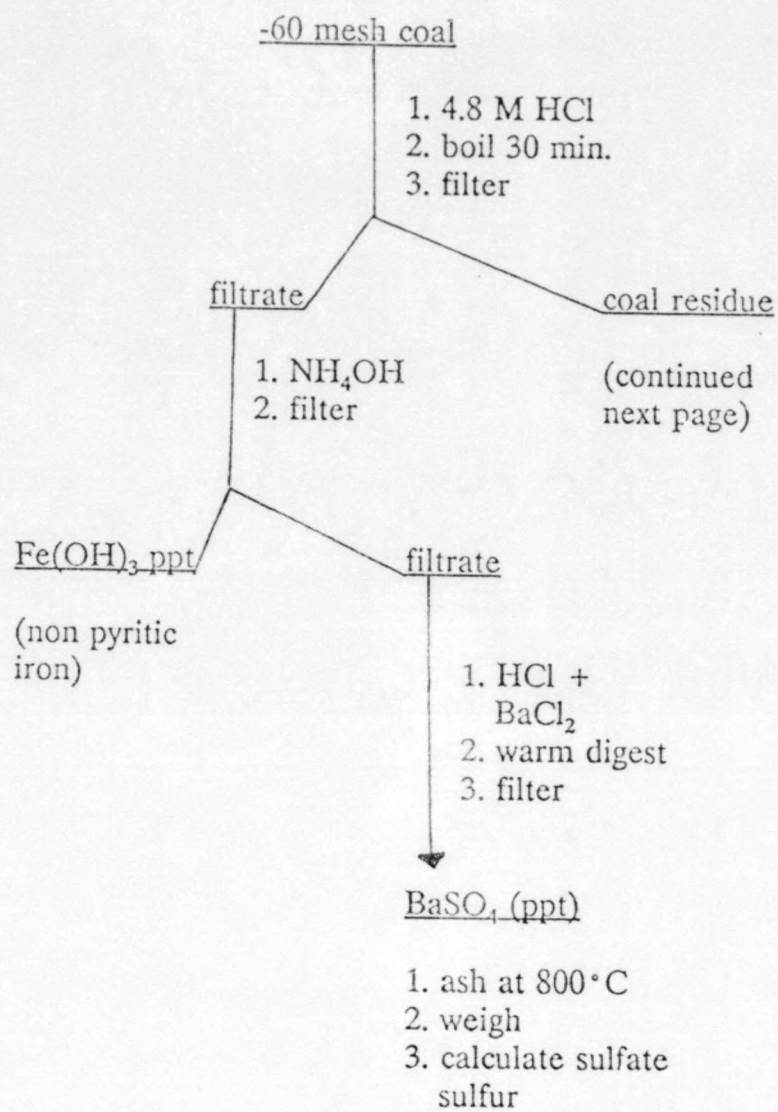 -60 mesh coal
1. 4.8 M HCl
2. boil 30 min.
3. filter
filtrate
coal residue
1. NH₄OH
2. filter
(continued
next page)
Fe(OH)₃ ppt
filtrate
(non pyritic
iron)
1. HCl +
BaCl₂
2. warm digest
3. filter
BaSO₄ (ppt)
1. ash at 800°C
2. weigh
3. calculate sulfate
sulfur